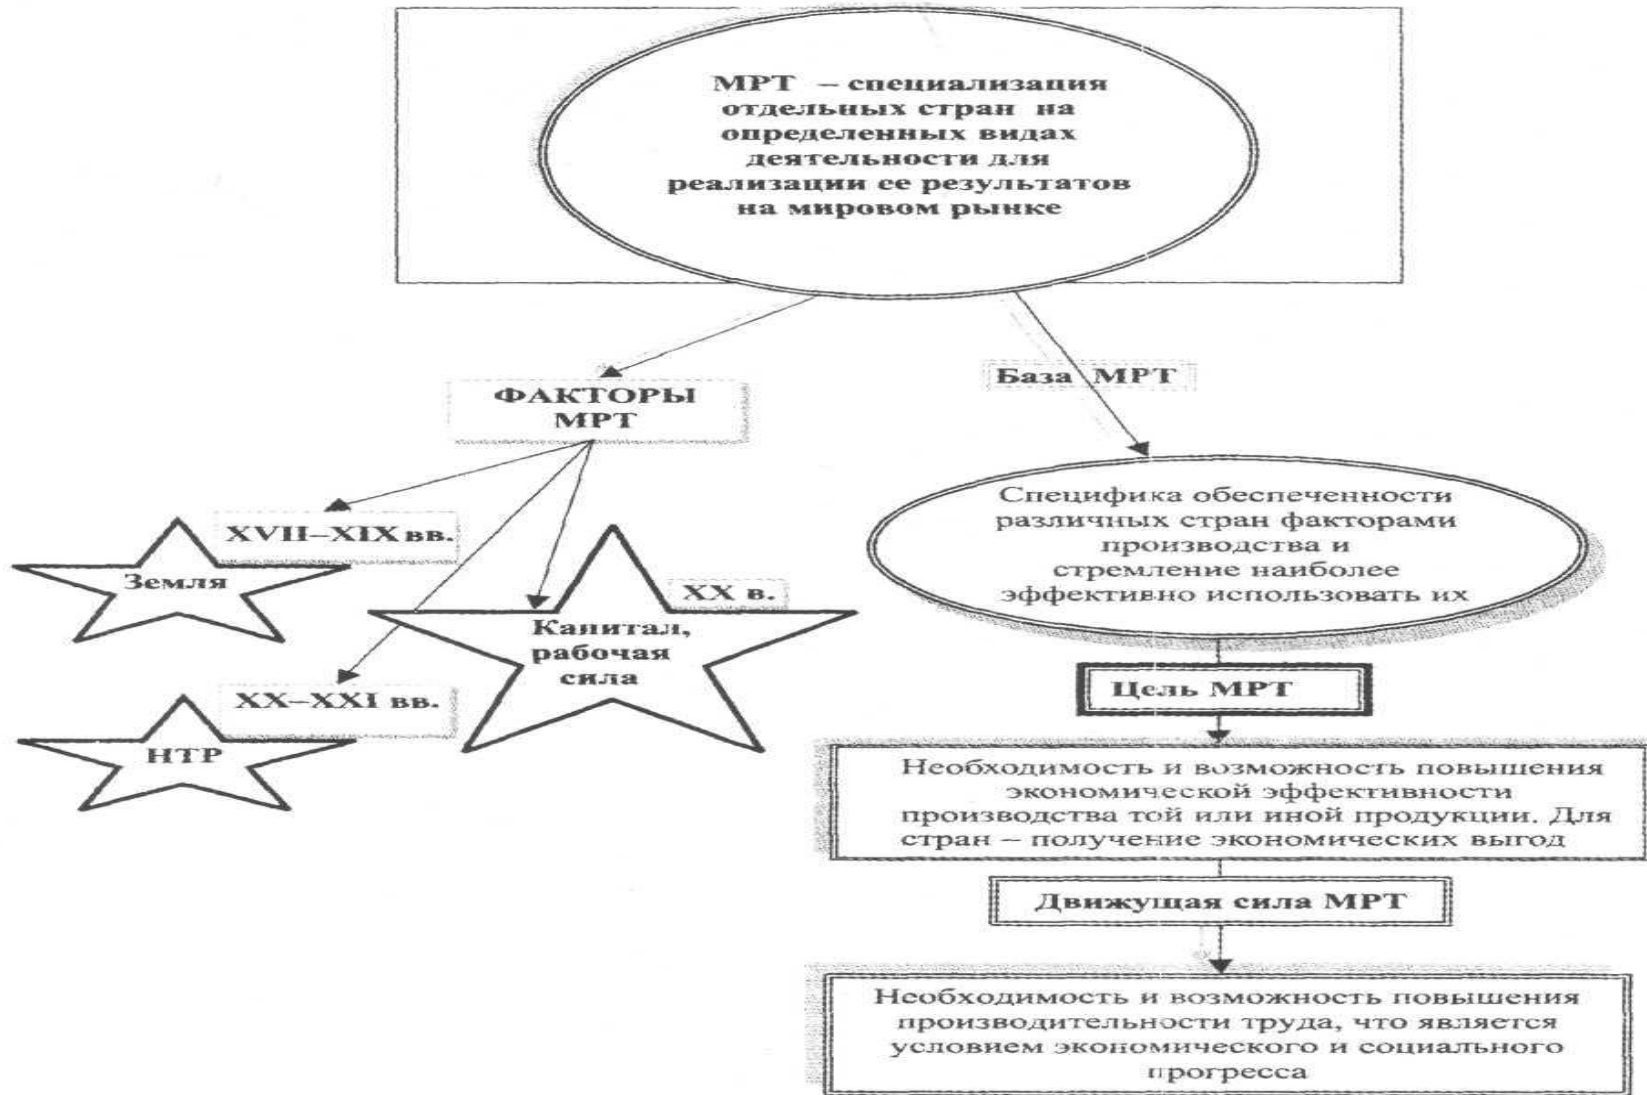 МРТ – специализация
отдельных стран на
определенных видах
деятельности для
реализации ее результатов
на мировом рынке
ФАКТОРЫ
МРТ
База МРТ
XVII–XIX вв.
Земля
XX в.
Капитал,
рабочая
сила
XX–XXI вв.
НТР
Специфика обеспеченности
различных стран факторами
производства и
стремление наиболее
эффективно использовать их
Цель МРТ
Необходимость и возможность повышения
экономической эффективности
производства той или иной продукции. Для
стран – получение экономических выгод
Движущая сила МРТ
Необходимость и возможность повышения
производительности труда, что является
условием экономического и социального
прогресса